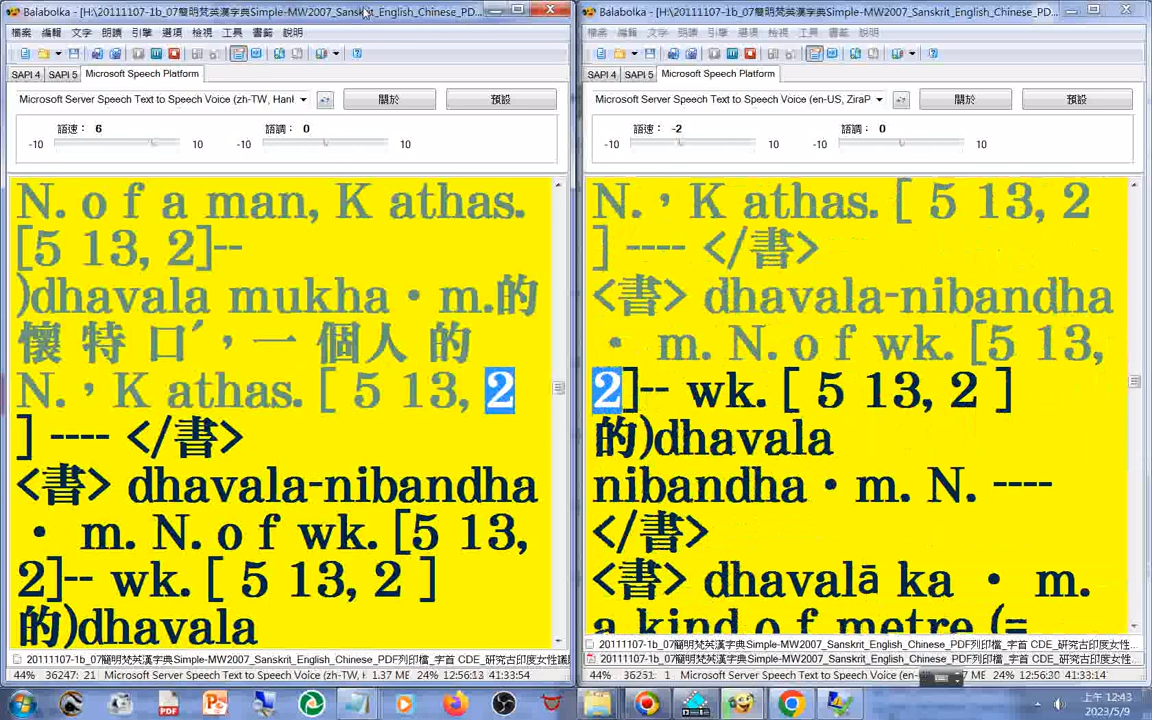 Balabolka - [H:\20111107-1b_07簡明梵英漢字典Simple-MW2007_Sanskrit_English_Chinese_PD...
檔案 編輯 文字 朗讀 引擎 選項 檢視 工具 書籤 說明
SAPI 4 SAPI 5 Microsoft Speech Platform
Microsoft Server Speech Text to Speech Voice (zh-TW, Hanl
關於 預設
語速: 6 語調: 0
-10 10 -10 10
N. o f a man, K athas.
[5 13, 2]--
)dhavala mukha‧m.的
懷 特 口ˊ,一 個人 的
N.,K athas. [ 5 13, 2
] ---- </書>
<書> dhavala-nibandha
‧ m. N. o f wk. [5 13,
2]-- wk. [ 5 13, 2 ]
的)dhavala
20111107-1b_07簡明梵英漢字典Simple-MW2007_Sanskrit_English_Chinese_PDF列印檔_字首 CDE_研究古印度女性議
44% 36247: 21 Microsoft Server Speech Text to Speech Voice (zh-TW, H 1.37 MB 24% 12:56:13 41:33:54
Balabolka - [H:\20111107-1b_07簡明梵英漢字典Simple-MW2007_Sanskrit_English_Chinese_PD...
檔案 編輯 文字 朗讀 引擎 選項 檢視 工具 書籤 說明
SAPI 4 SAPI 5 Microsoft Speech Platform
Microsoft Server Speech Text to Speech Voice (en-US, ZiraP
關於 預設
語速: -2 語調: 0
-10 10 -10 10
N.,K athas. [ 5 13, 2
] ---- </書>
<書> dhavala-nibandha
‧ m. N. o f wk. [5 13,
2]-- wk. [ 5 13, 2 ]
的)dhavala
nibandha‧m. N. ----
</書>
<書> dhavalā ka ‧ m.
a kind o f metre (=
20111107-1b_07簡明梵英漢字典Simple-MW2007_Sanskrit_English_Chinese_PDF列印檔_字首 CDE_研究古印度女性...
20111107-1b_07簡明梵英漢字典Simple-MW2007_Sanskrit_English_Chinese_PDF列印檔_字首 CDE_研究古印度女性...
44% 36251: 1 Microsoft Server Speech Text to Speech Voice (en-us MB 24% 12:56:30 41:33:14
上午 12:43
2023/5/9